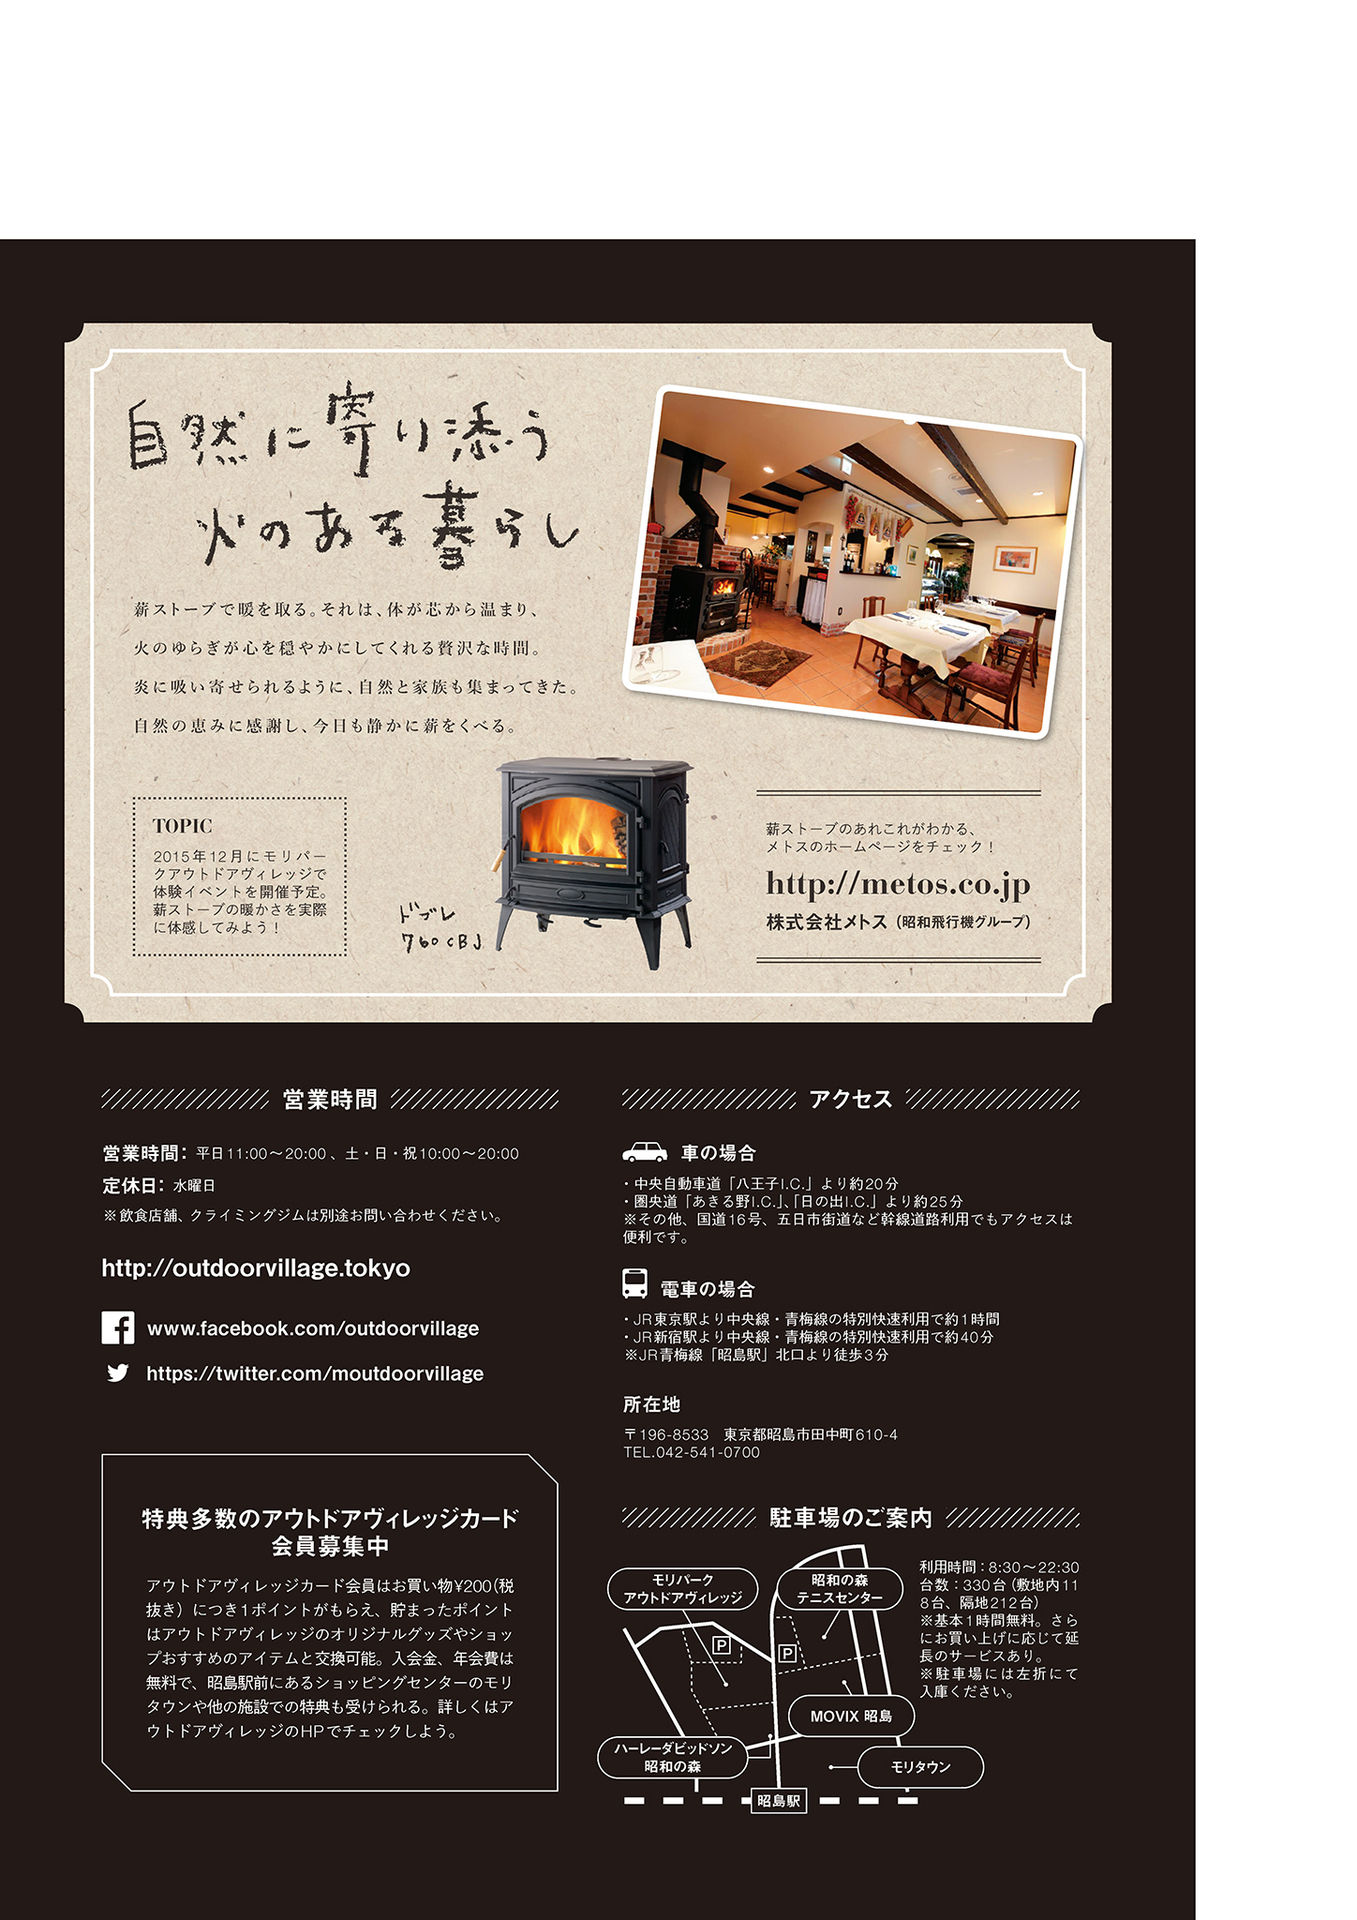 自然に寄り添う
火のある暮らし
薪ストーブで暖を取る。それは、体が芯から温まり、
火のゆらぎが心を穏やかにしてくれる贅沢な時間。
炎に吸い寄せられるように、自然と家族も集まってきた。
自然の恵みに感謝し、今日も静かに薪をくべる。
TOPIC
2015年12月にモリパー
クアウトドアヴィレッジで
体験イベントを開催予定。
薪ストーブの暖かさを実際
に体感してみよう！
ドブレ
760CBJ
薪ストーブのあれこれがわかる、
メトスのホームページをチェック！
http://metos.co.jp
株式会社メトス（昭和飛行機グループ）
営業時間
営業時間： 平日11:00〜20:00 、土・日・祝10:00〜20:00
定休日： 水曜日
※飲食店舗、クライミングジムは別途お問い合わせください。
http://outdoorvillage.tokyo
www.facebook.com/outdoorvillage
https://twitter.com/moutdoorvillage
特典多数のアウトドアヴィレッジカード
会員募集中
アウトドアヴィレッジカード会員はお買い物¥200（税
抜き）につき1ポイントがもらえ、貯まったポイント
はアウトドアヴィレッジのオリジナルグッズやショッ
プおすすめのアイテムと交換可能。入会金、年会費は
無料で、昭島駅前にあるショッピングセンターのモリ
タウンや他の施設での特典も受けられる。詳しくはア
ウトドアヴィレッジのHPでチェックしよう。
アクセス
車の場合
・中央自動車道「八王子I.C.」より約20分
・圏央道「あきる野I.C.」、「日の出I.C.」より約25分
※その他、国道16号、五日市街道など幹線道路利用でもアクセスは
便利です。
電車の場合
・JR東京駅より中央線・青梅線の特別快速利用で約1時間
・JR新宿駅より中央線・青梅線の特別快速利用で約40分
※JR青梅線「昭島駅」北口より徒歩3分
所在地
〒196-8533　東京都昭島市田中町610-4
TEL.042-541-0700
駐車場のご案内
モリパーク
アウトドアヴィレッジ
昭和の森
テニスセンター
P
P
MOVIX 昭島
ハーレーダビッドソン
昭和の森
モリタウン
昭島駅
利用時間：8:30〜22:30
台数：330台（敷地内11
8台、隔地212台）
※基本1時間無料。さら
にお買い上げに応じて延
長のサービスあり。
※駐車場には左折にて
入庫ください。